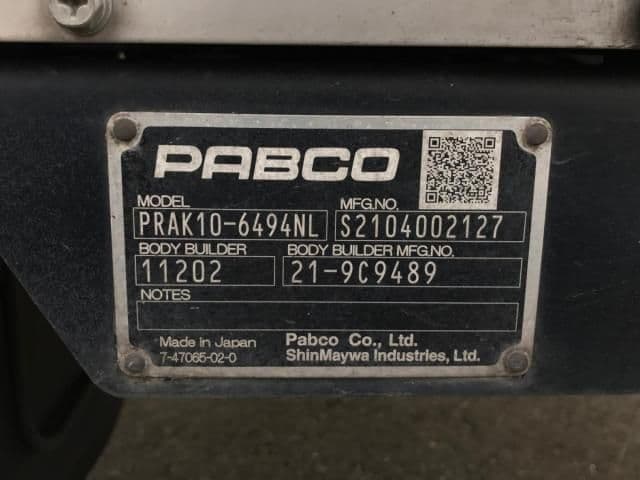 PABCO
MODEL MFG.NO.
PRAK10-6494NL S2104002127
BODY BUILDER BODY BUILDER MFG.NO.
11202 21-9C9489
NOTES
Made in Japan Pabco Co., Ltd.
7-47065-02-0 ShinMaywa Industries, Ltd.